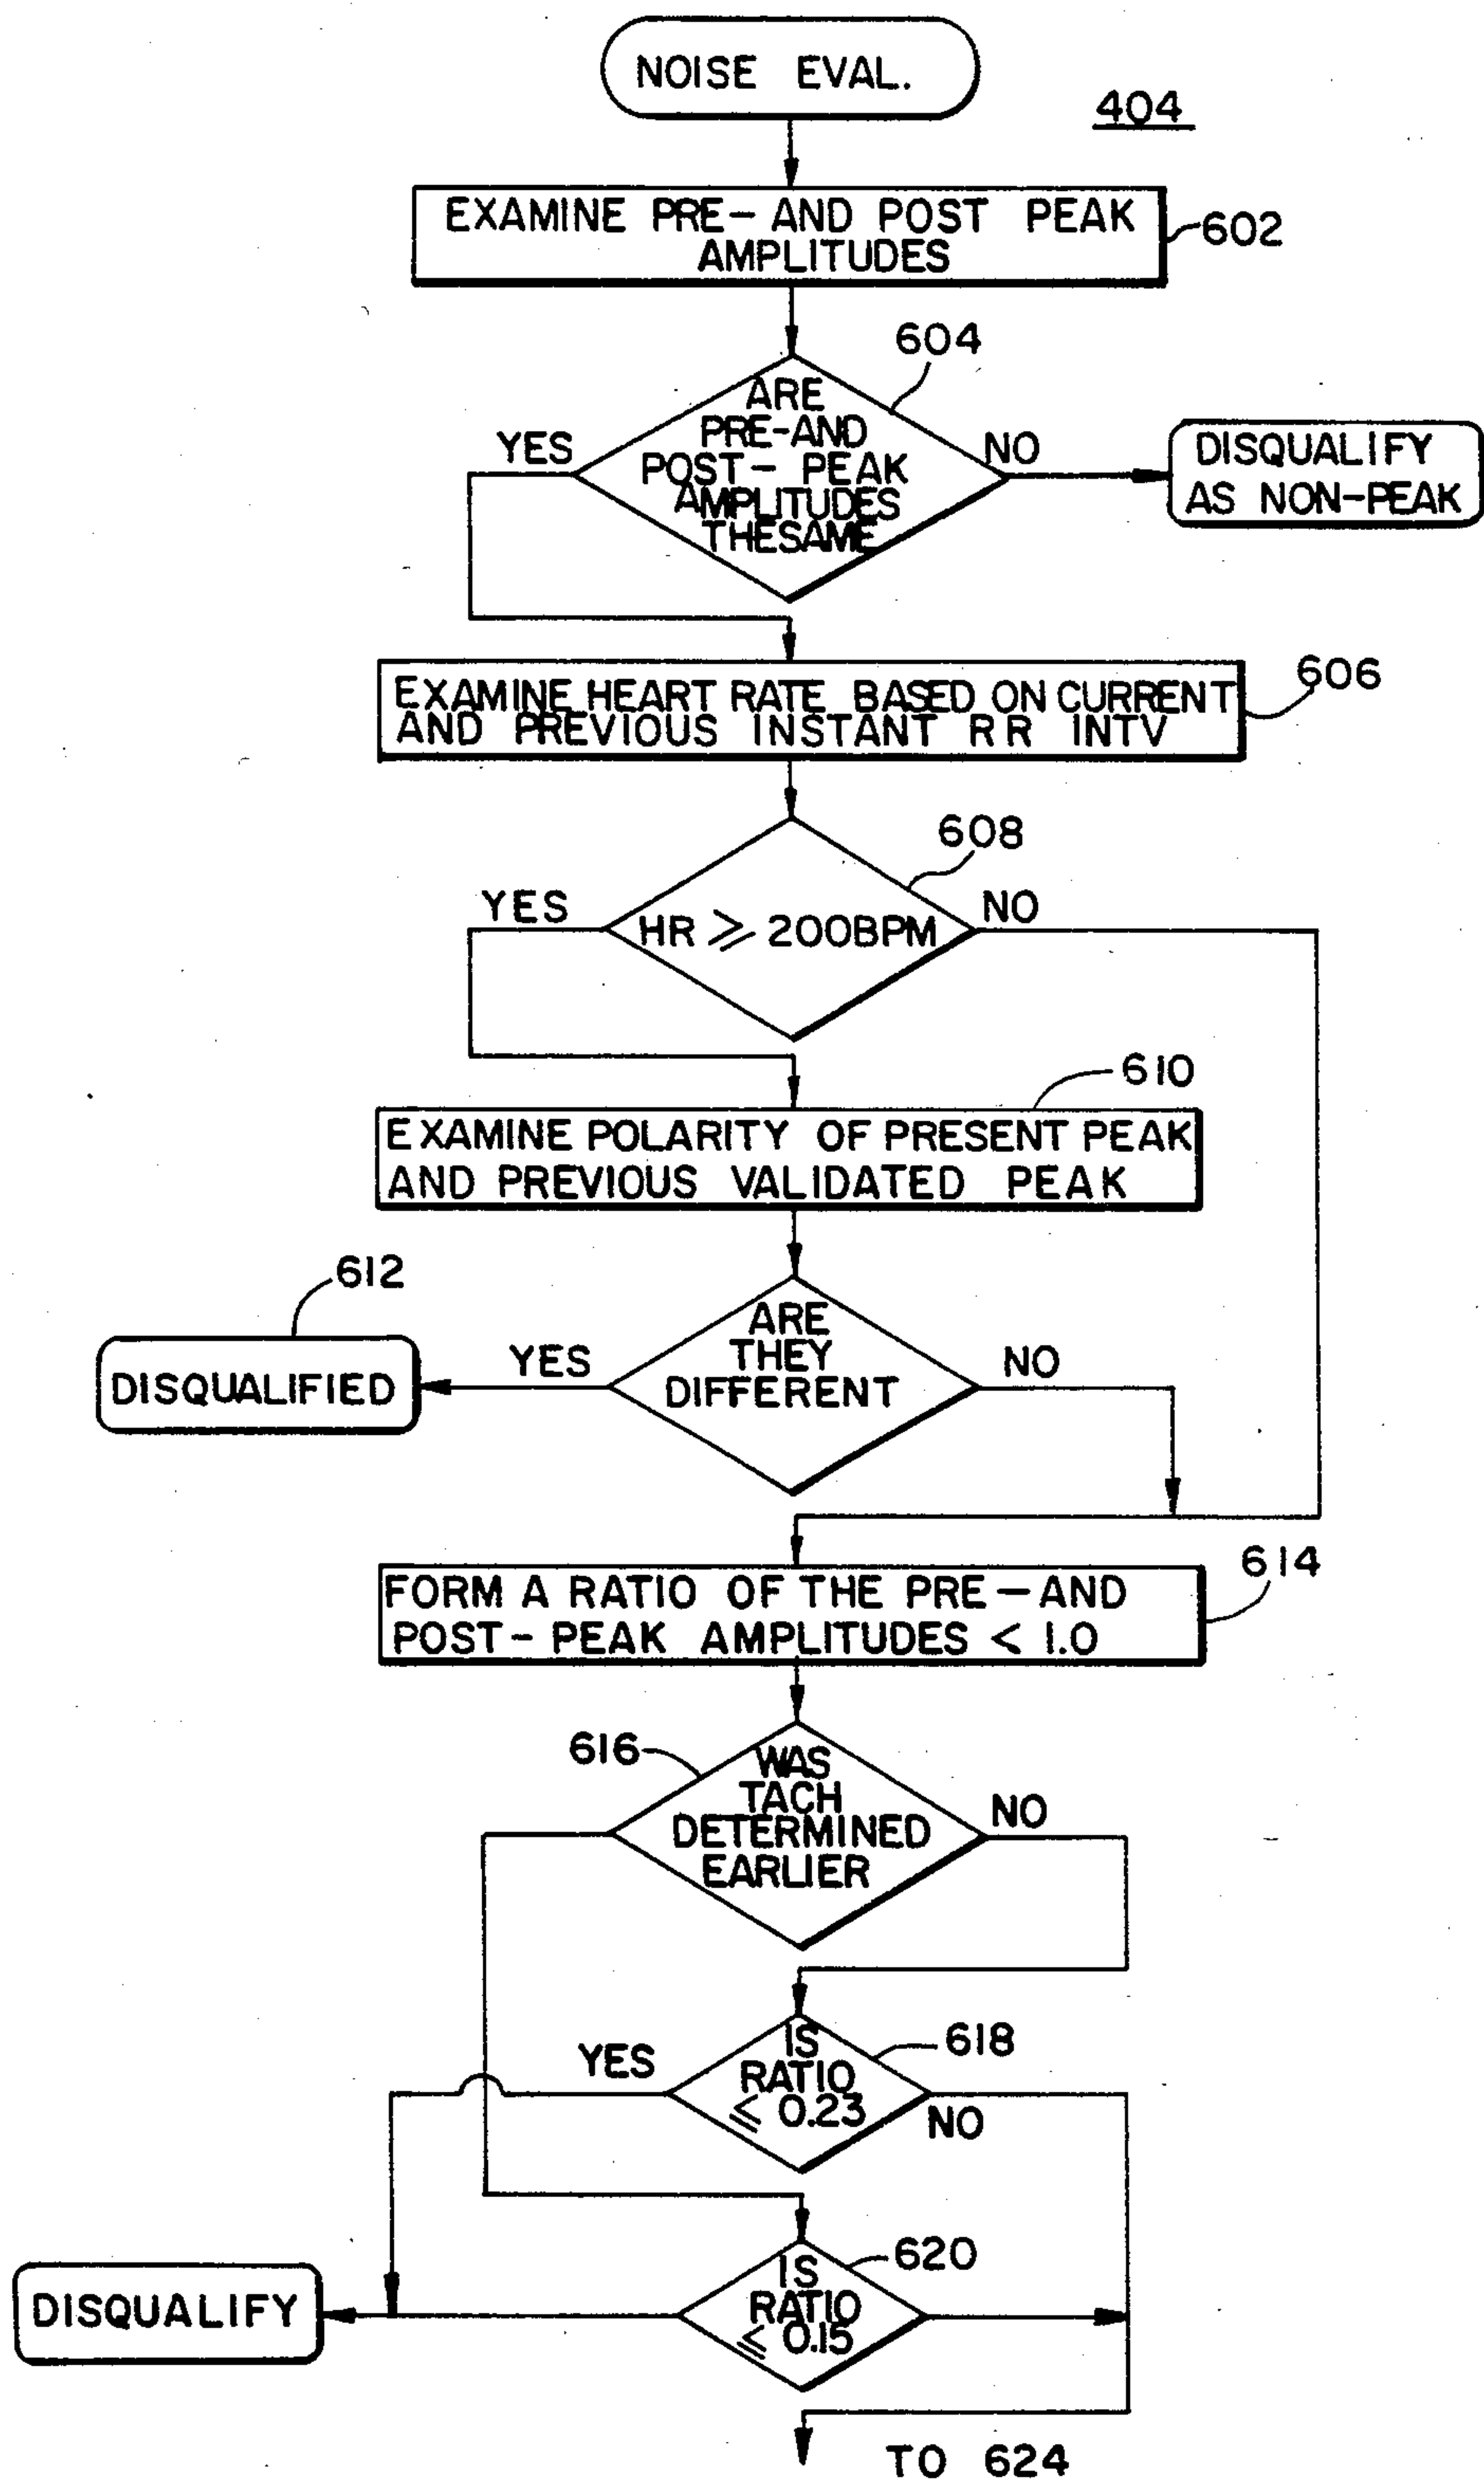 NOISE EVAL.
404
EXAMINE PRE- AND POST PEAK
AMPLITUDES
602
604
ARE
PRE-AND
POST- PEAK
AMPLITUDES
THESAME
YES
NO
DISQUALIFY
AS NON-PEAK
EXAMINE HEART RATE BASED ON CURRENT
AND PREVIOUS INSTANT RR INTV
606
608
YES
HR ≥ 200BPM
NO
610
EXAMINE POLARITY OF PRESENT PEAK
AND PREVIOUS VALIDATED PEAK
612
DISQUALIFIED
YES
ARE
THEY
DIFFERENT
NO
FORM A RATIO OF THE PRE-AND
POST- PEAK AMPLITUDES < 1.0
614
616
WAS
TACH
DETERMINED
EARLIER
NO
YES
IS
RATIO
≤ 0.23
618
NO
620
IS
RATIO
≤ 0.15
DISQUALIFY
TO 624